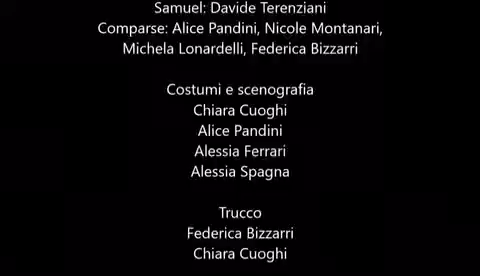 Samuel: Davide Terenziani
Comparse: Alice Pandini, Nicole Montanari,
Michela Lonardelli, Federica Bizzarri
Costumi e scenografia
Chiara Cuoghi
Alice Pandini
Alessia Ferrari
Alessia Spagna
Trucco
Federica Bizzarri
Chiara Cuoghi